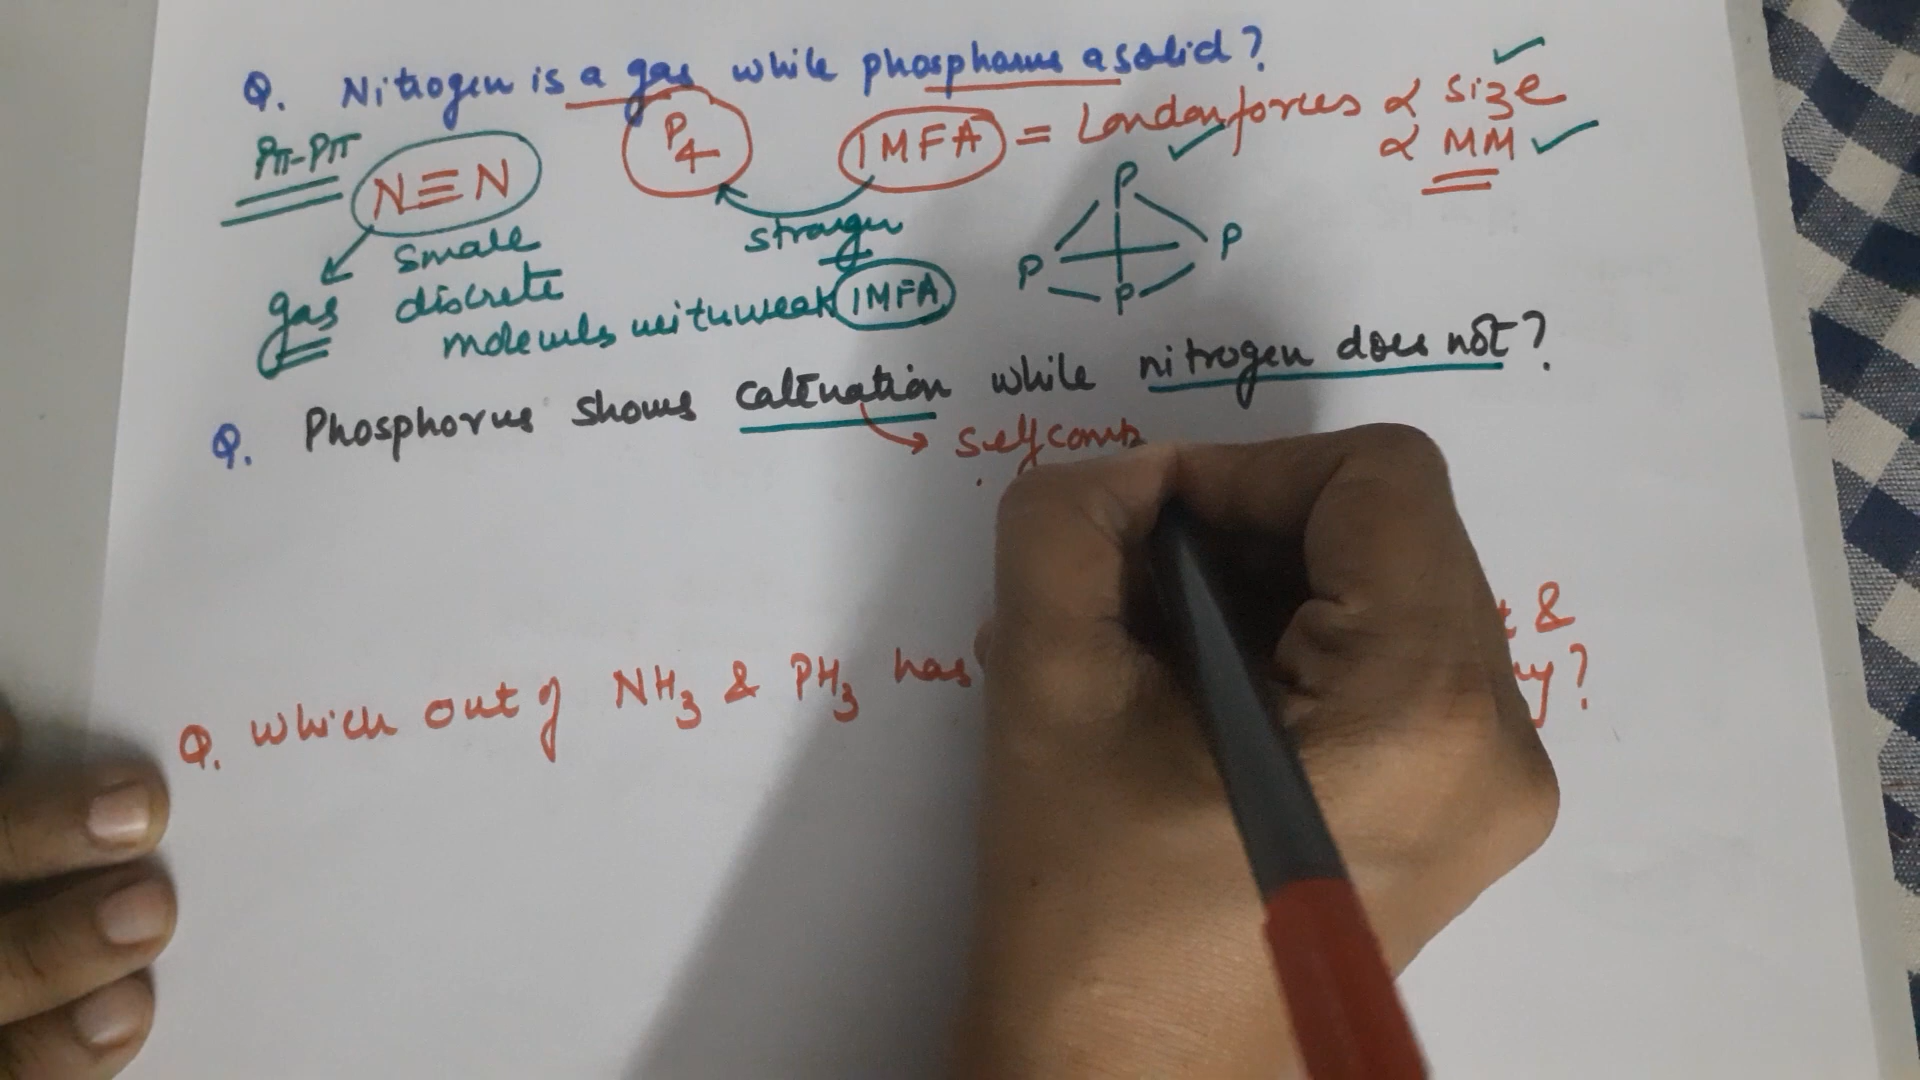 Q. Nitrogen is a gas while phosphorus a solid?
Pπ-Pπ N≡N P4 IMFA = London forces ∝ size
∝ MM
stronger
P
P P
P
gas small
discrete
molecules with weak IMFA
Q. Phosphorus shows catenation while nitrogen does not?
→ self comb
Q. which out of NH3 & PH3 has
&
?